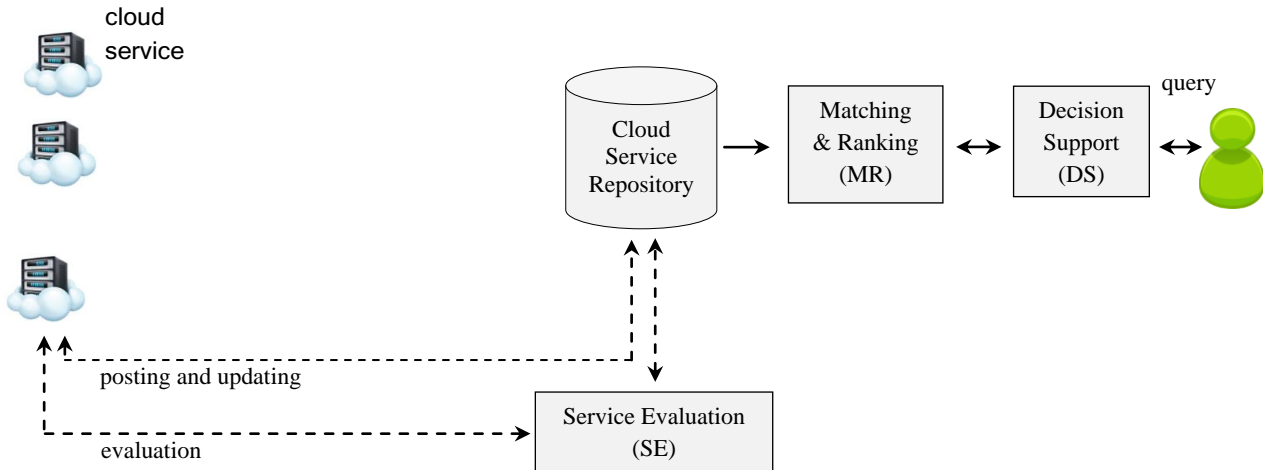 cloud
service
Cloud
Service
Repository
Matching
& Ranking
(MR)
Decision
Support
(DS)
query
posting and updating
evaluation
Service Evaluation
(SE)